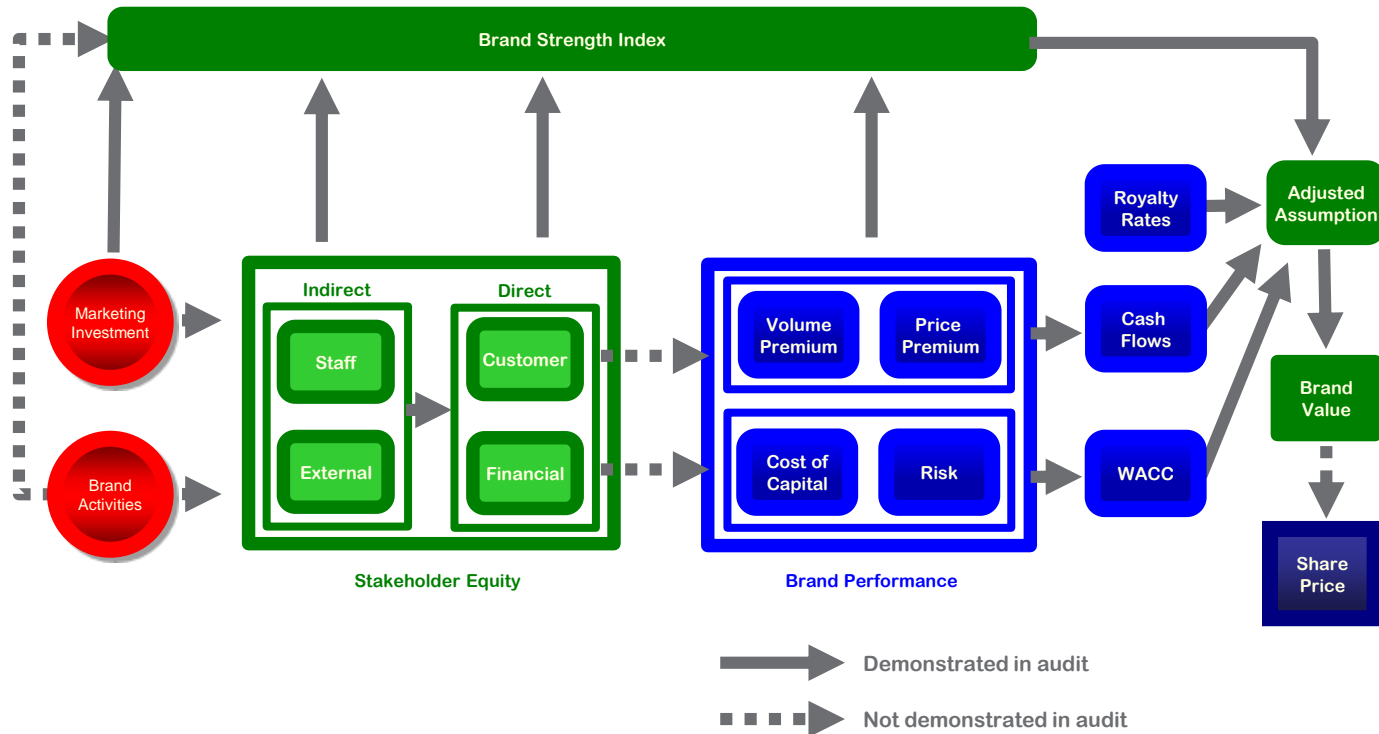 Brand Strength Index
Royalty
Rates
Adjusted
Assumption
Marketing
Investment
Indirect
Direct
Staff
Customer
Volume
Premium
Price
Premium
Cash
Flows
Brand
Value
Brand
Activities
External
Financial
Cost of
Capital
Risk
WACC
Share
Price
Stakeholder Equity
Brand Performance
Demonstrated in audit
Not demonstrated in audit